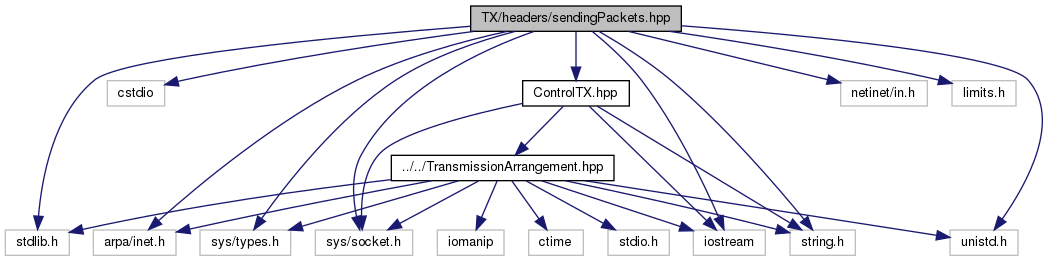 TX/headers/sendingPackets.hpp
cstdio
ControlTX.hpp
netinet/in.h
limits.h
../../TransmissionArrangement.hpp
stdlib.h
arpa/inet.h
sys/types.h
sys/socket.h
iomanip
ctime
stdio.h
iostream
string.h
unistd.h